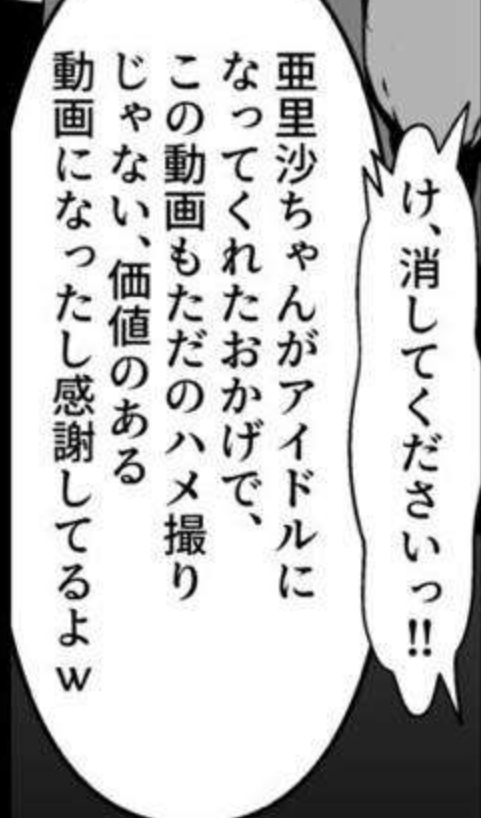 け、消してくださいっ!!
亜里沙ちゃんがアイドルに
なってくれたおかげで、
この動画もただのハメ撮り
じゃない、価値のある
動画になったし感謝してるよw